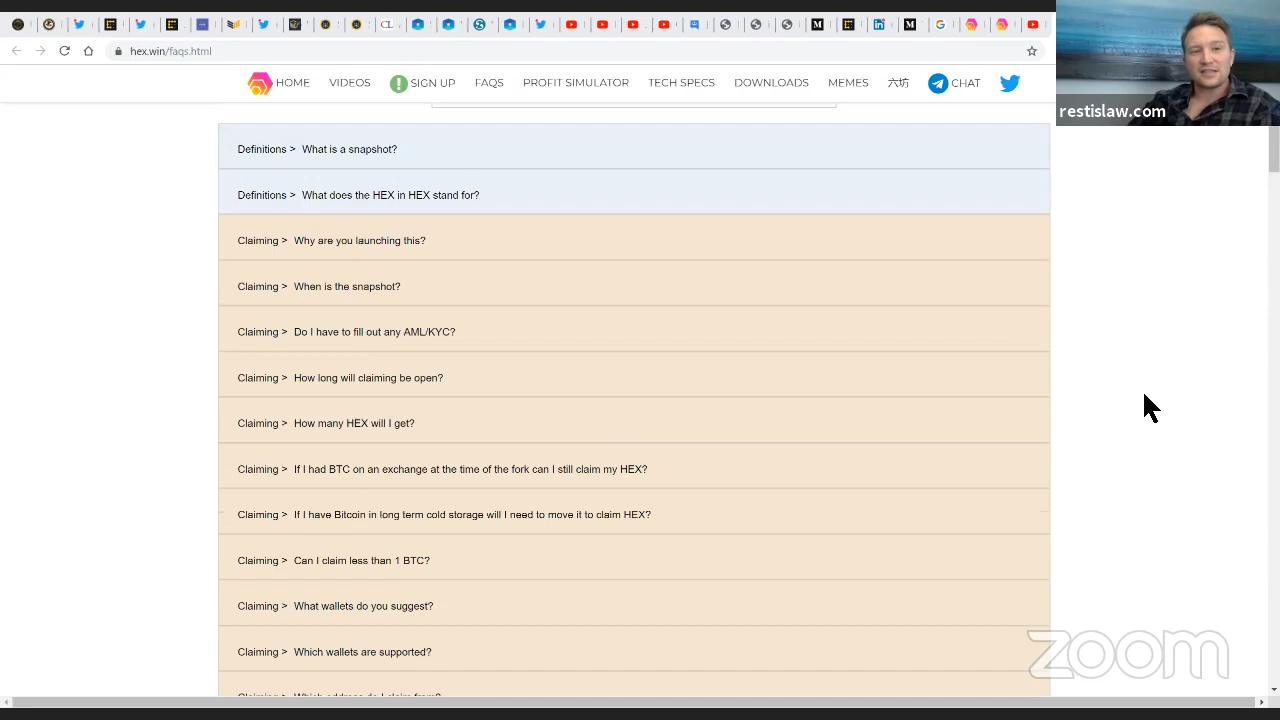 hex.win/faqs.html
HOME VIDEOS SIGN UP FAQS PROFIT SIMULATOR TECH SPECS DOWNLOADS MEMES 六坊 CHAT
restislaw.com
Definitions > What is a snapshot?
Definitions > What does the HEX in HEX stand for?
Claiming > Why are you launching this?
Claiming > When is the snapshot?
Claiming > Do I have to fill out any AML/KYC?
Claiming > How long will claiming be open?
Claiming > How many HEX will I get?
Claiming > If I had BTC on an exchange at the time of the fork can I still claim my HEX?
Claiming > If I have Bitcoin in long term cold storage will I need to move it to claim HEX?
Claiming > Can I claim less than 1 BTC?
Claiming > What wallets do you suggest?
Claiming > Which wallets are supported?
Claiming > Which address do I claim from?
zoom